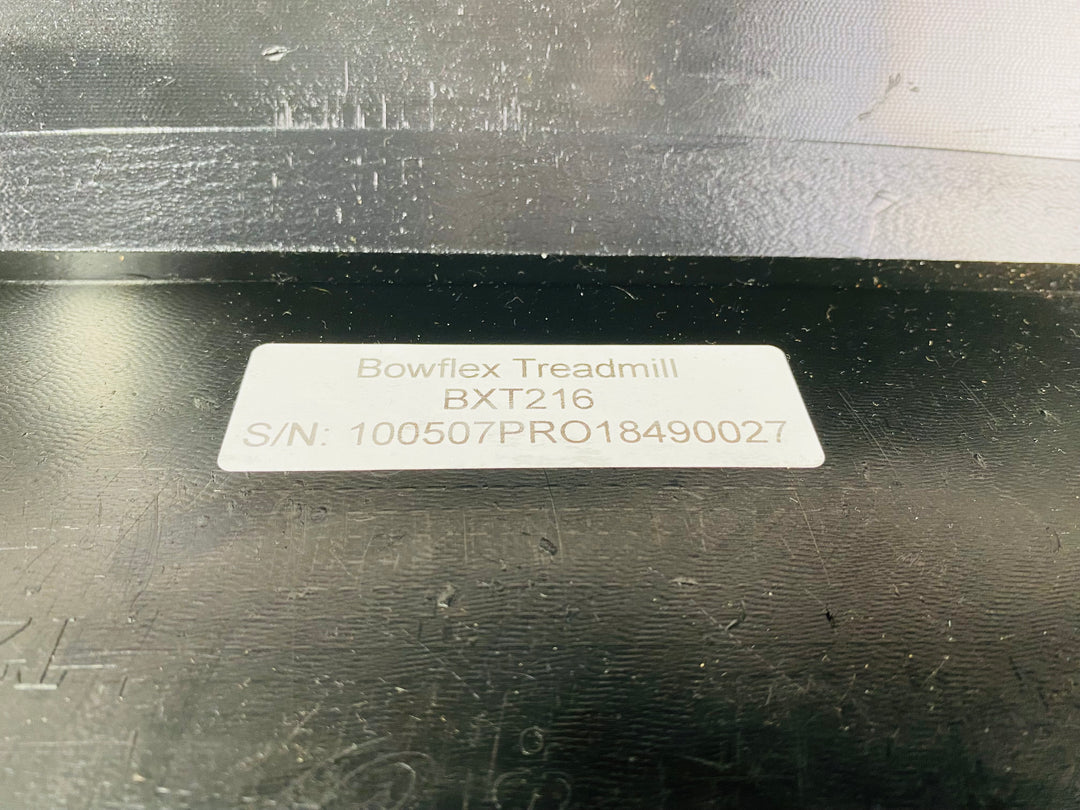 Bowflex Treadmill
BXT216
S/N: 100507PRO18490027